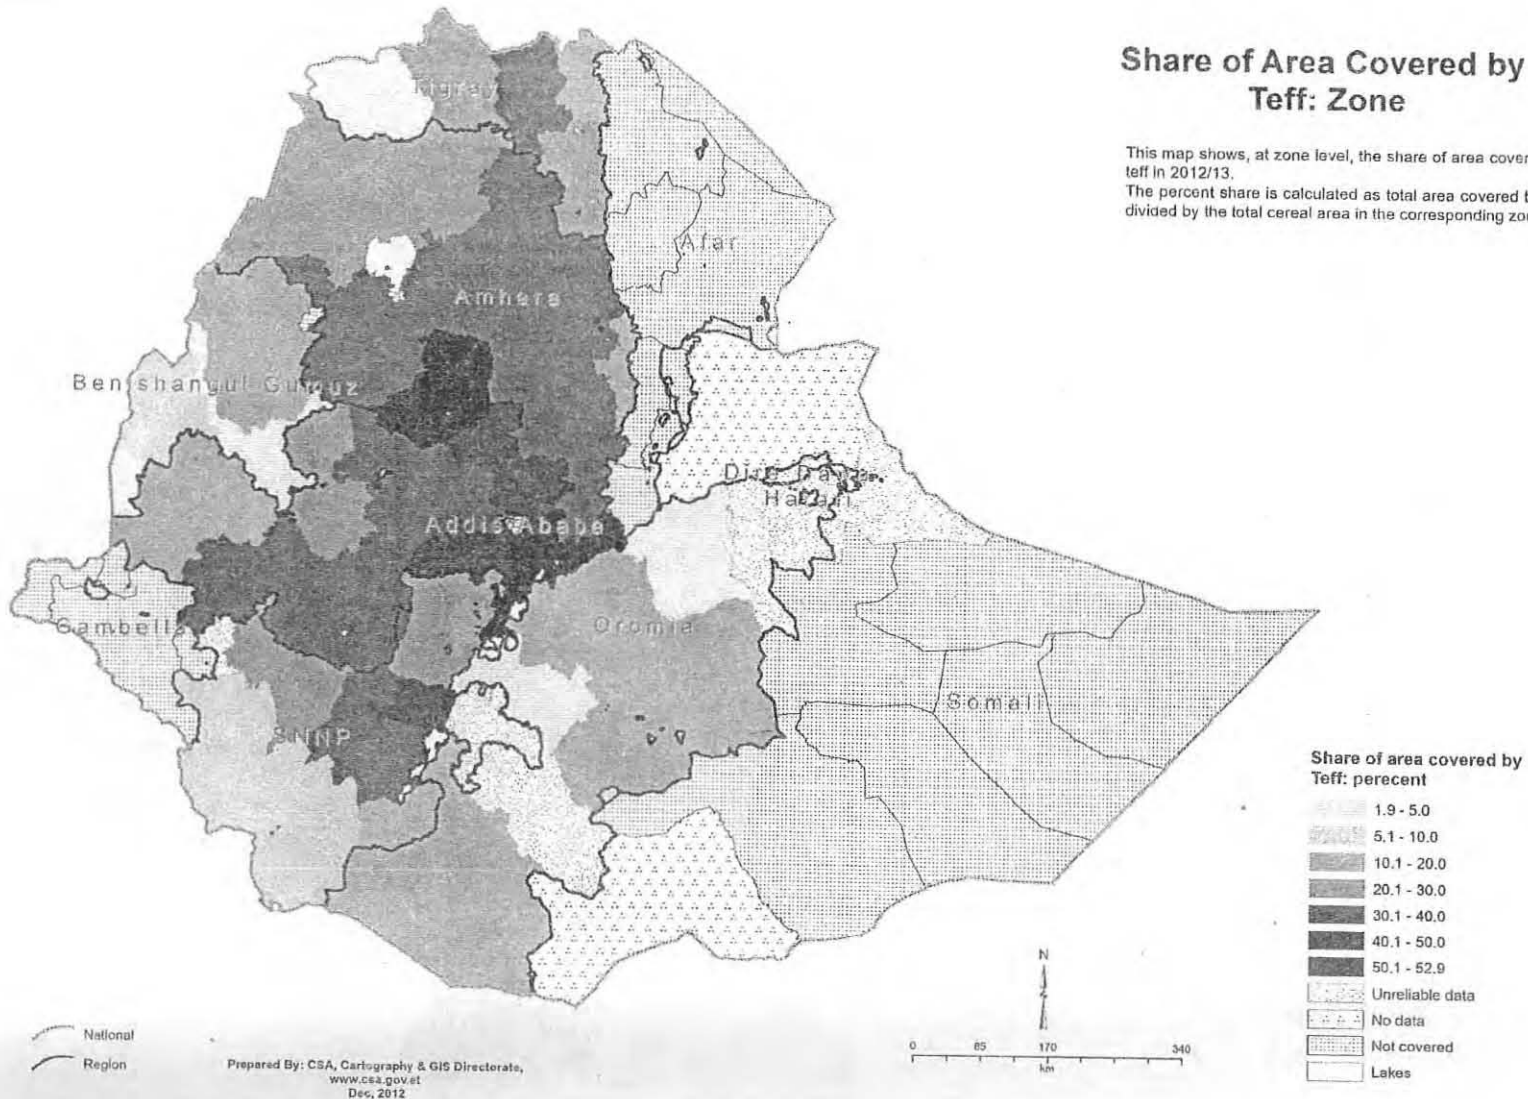 Share of Area Covered by
Teff: Zone
This map shows, at zone level, the share of area cover
teff in 2012/13.
The percent share is calculated as total area covered
divided by the total cereal area in the corresponding zo
Tigray
Afar
Amhara
Benishangul Gumuz
Dire Dawa
Harari
Addis Ababa
Gambella
Oromia
Somali
SNNP
Share of area covered by
Teff: perecent
1.9 - 5.0
5.1 - 10.0
10.1 - 20.0
20.1 - 30.0
30.1 - 40.0
40.1 - 50.0
50.1 - 52.9
Unreliable data
No data
Not covered
Lakes
N
0 85 170 340
km
National
Region
Prepared By: CSA, Cartography & GIS Directorate,
www.csa.gov.et
Dec, 2012